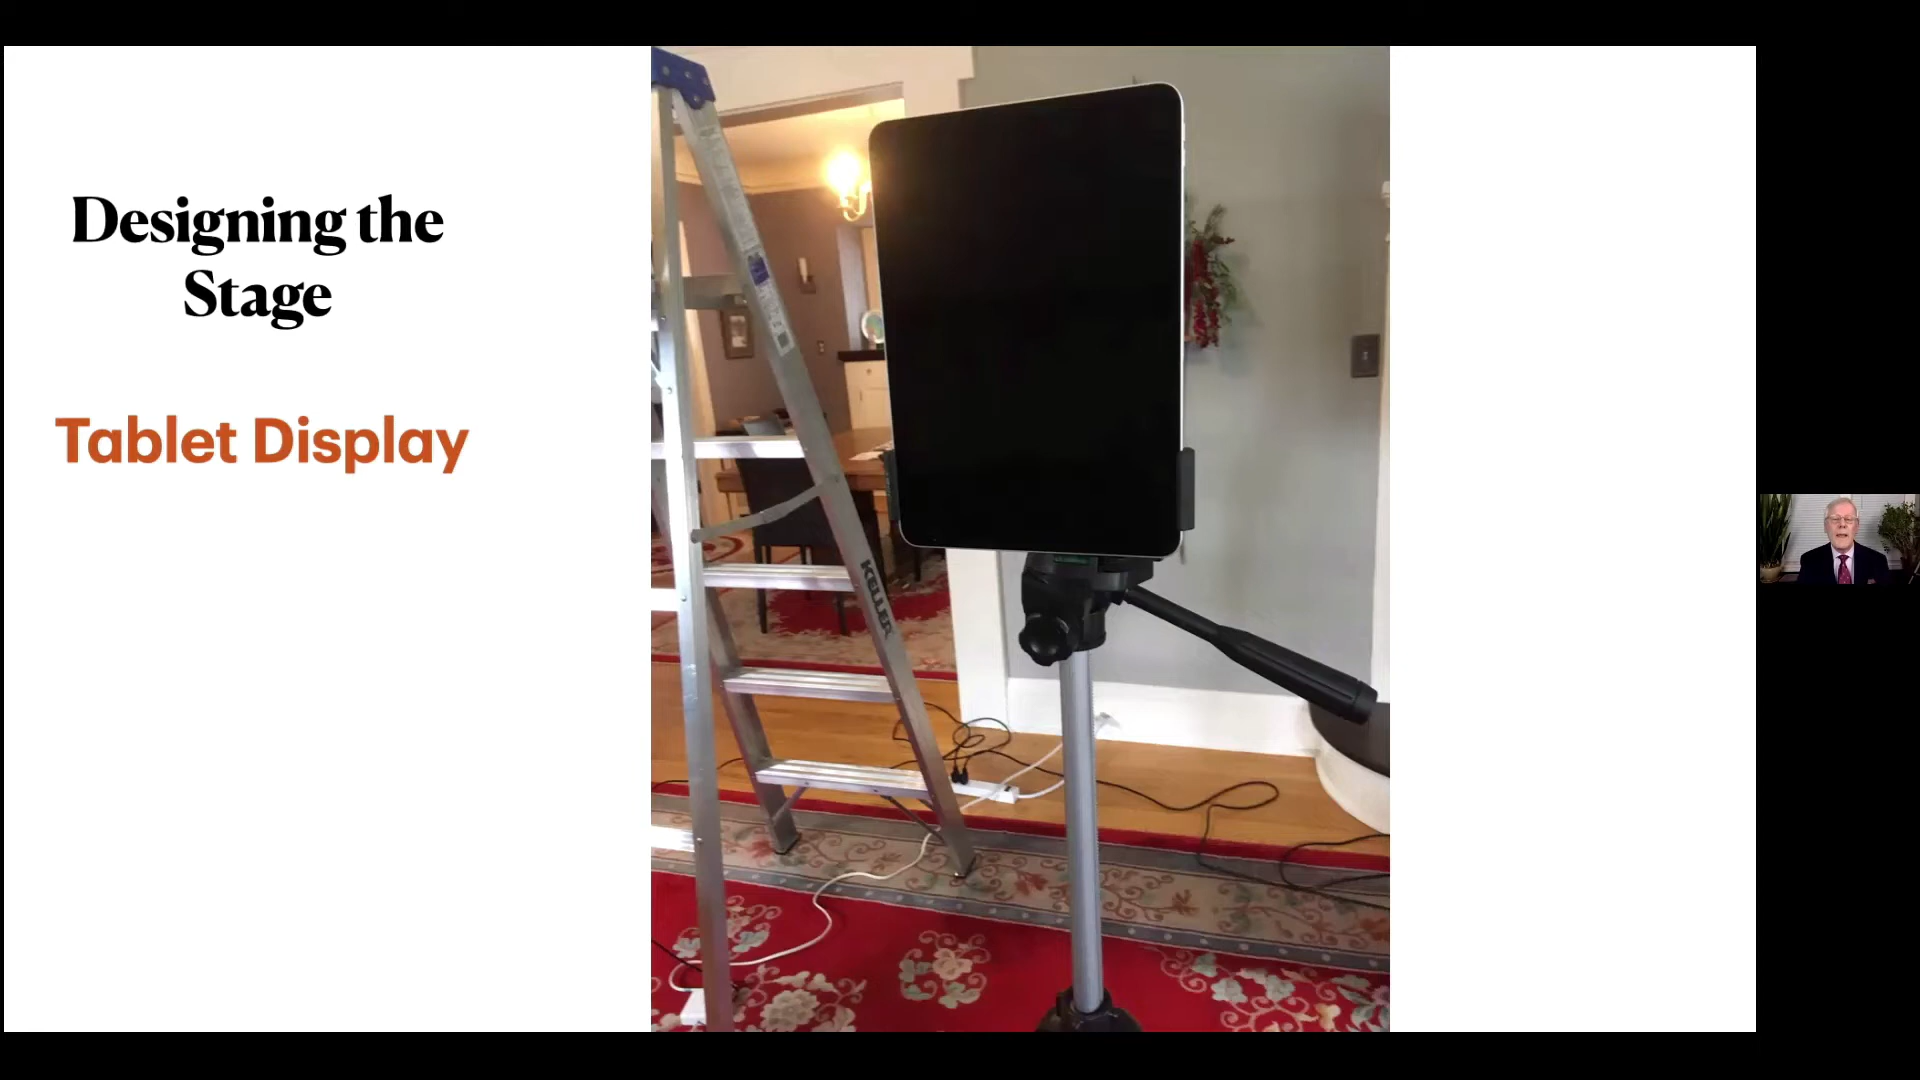 Designing the
Stage
Tablet Display
KELLER